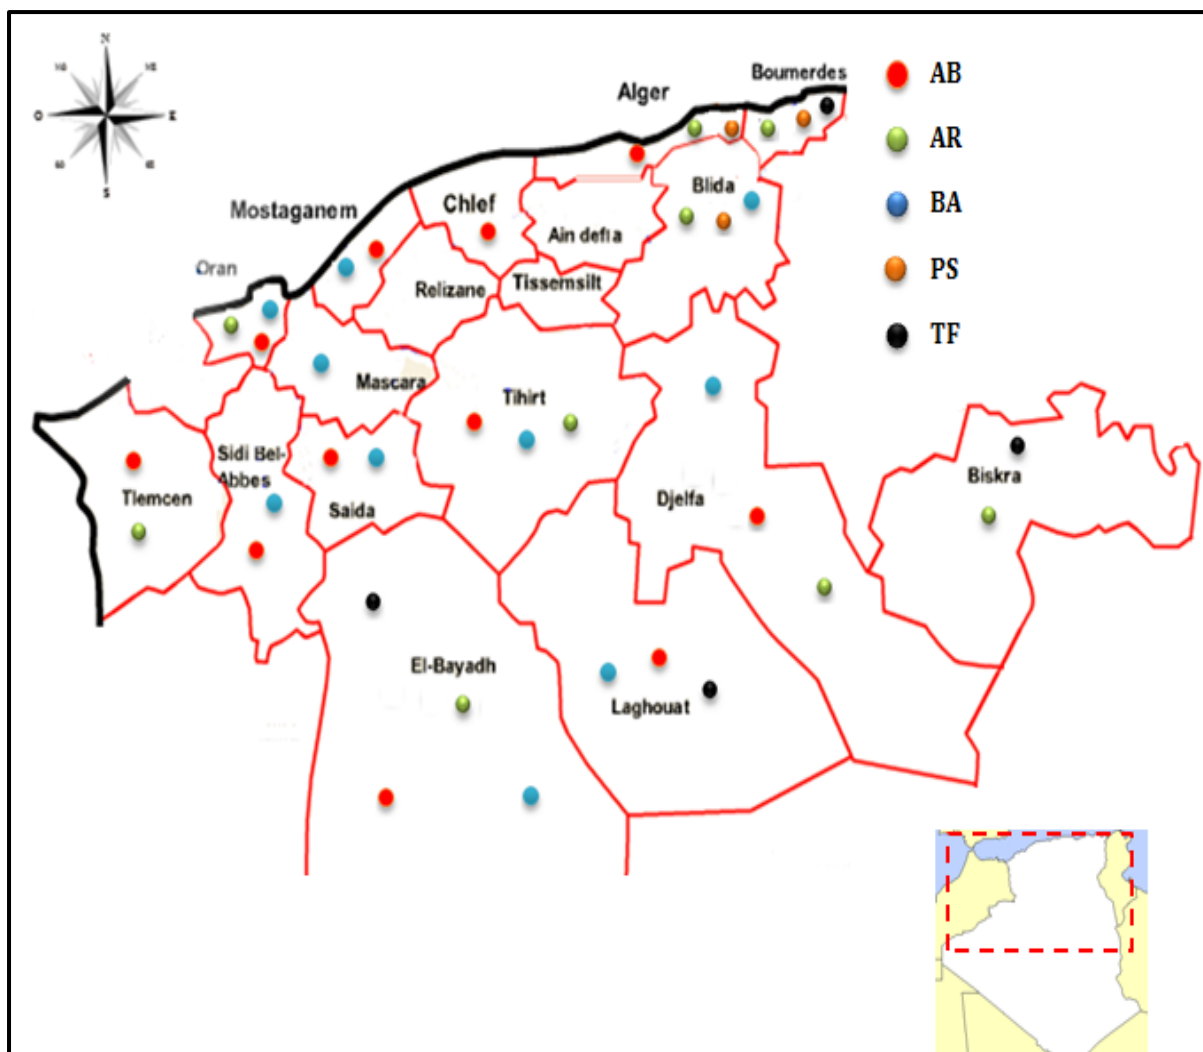 N
Boumerdes
AB
Alger
O
AR
Blida
BA
Mostaganem
Chlef
Ain defla
Oran
PS
Relizane
Tissemsilt
TF
Mascara
Tihirt
Sidi Bel-
Abbes
Biskra
Tlemcen
Saida
Djelfa
El-Bayadh
Laghouat
S